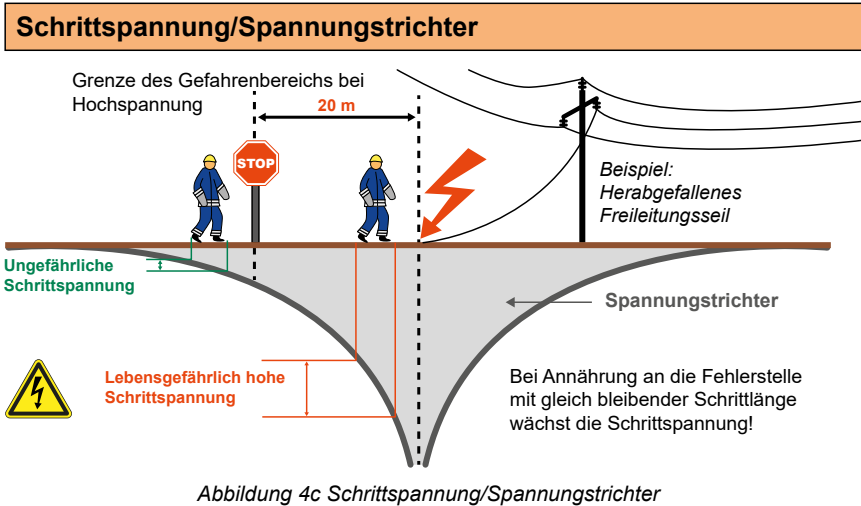 Schrittspannung/Spannungstrichter
Grenze des Gefahrenbereichs bei
Hochspannung
20 m
STOP
Beispiel:
Herabgefallenes
Freileitungsseil
Ungefährliche
Schrittspannung
Spannungstrichter
Lebensgefährlich hohe
Schrittspannung
Bei Annährung an die Fehlerstelle
mit gleich bleibender Schrittlänge
wächst die Schrittspannung!
Abbildung 4c Schrittspannung/Spannungstrichter